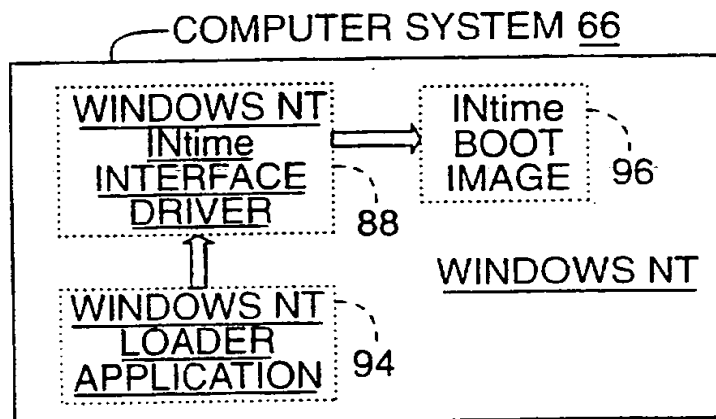 COMPUTER SYSTEM 66
WINDOWS NT
INtime
INTERFACE
DRIVER
88
INtime
BOOT
IMAGE
96
WINDOWS NT
WINDOWS NT
LOADER
APPLICATION
94